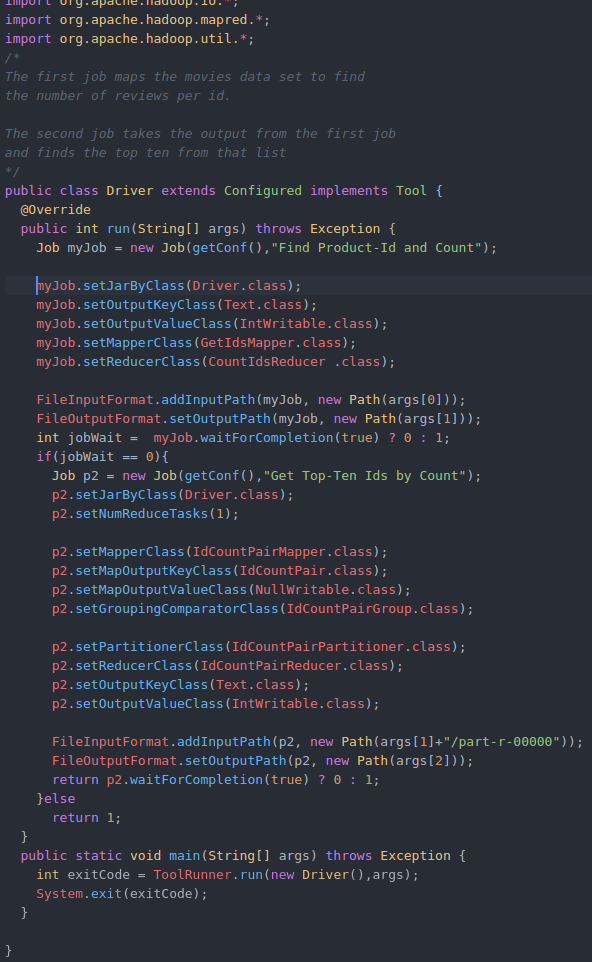 import org.apache.hadoop.io.*;
import org.apache.hadoop.mapred.*;
import org.apache.hadoop.util.*;
/*
The first job maps the movies data set to find
the number of reviews per id.

The second job takes the output from the first job
and finds the top ten from that list
*/
public class Driver extends Configured implements Tool {
  @Override
  public int run(String[] args) throws Exception {
    Job myJob = new Job(getConf(),"Find Product-Id and Count");

    myJob.setJarByClass(Driver.class);
    myJob.setOutputKeyClass(Text.class);
    myJob.setOutputValueClass(IntWritable.class);
    myJob.setMapperClass(GetIdsMapper.class);
    myJob.setReducerClass(CountIdsReducer .class);

    FileInputFormat.addInputPath(myJob, new Path(args[0]));
    FileOutputFormat.setOutputPath(myJob, new Path(args[1]));
    int jobWait =  myJob.waitForCompletion(true) ? 0 : 1;
    if(jobWait == 0){
      Job p2 = new Job(getConf(),"Get Top-Ten Ids by Count");
      p2.setJarByClass(Driver.class);
      p2.setNumReduceTasks(1);

      p2.setMapperClass(IdCountPairMapper.class);
      p2.setMapOutputKeyClass(IdCountPair.class);
      p2.setMapOutputValueClass(NullWritable.class);
      p2.setGroupingComparatorClass(IdCountPairGroup.class);

      p2.setPartitionerClass(IdCountPairPartitioner.class);
      p2.setReducerClass(IdCountPairReducer.class);
      p2.setOutputKeyClass(Text.class);
      p2.setOutputValueClass(IntWritable.class);

      FileInputFormat.addInputPath(p2, new Path(args[1]+"/part-r-00000"));
      FileOutputFormat.setOutputPath(p2, new Path(args[2]));
      return p2.waitForCompletion(true) ? 0 : 1;
    }else
      return 1;
  }
  public static void main(String[] args) throws Exception {
    int exitCode = ToolRunner.run(new Driver(),args);
    System.exit(exitCode);
  }

}